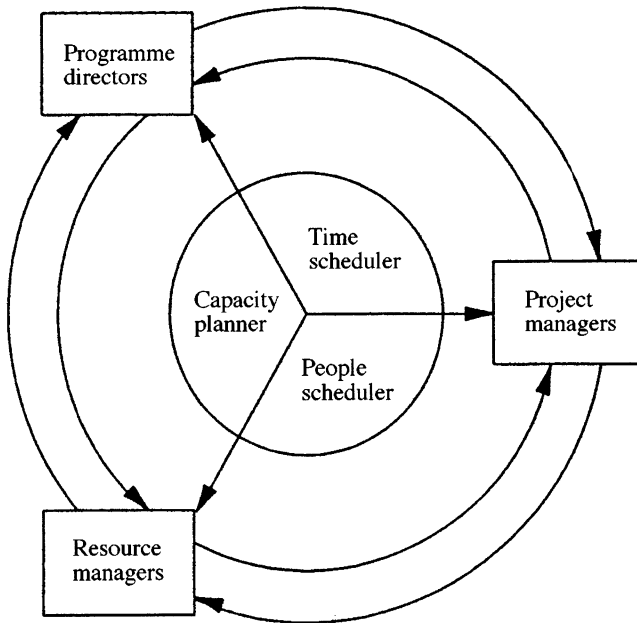 Programme
directors
Time
scheduler
Capacity
planner
Project
managers
People
scheduler
Resource
managers